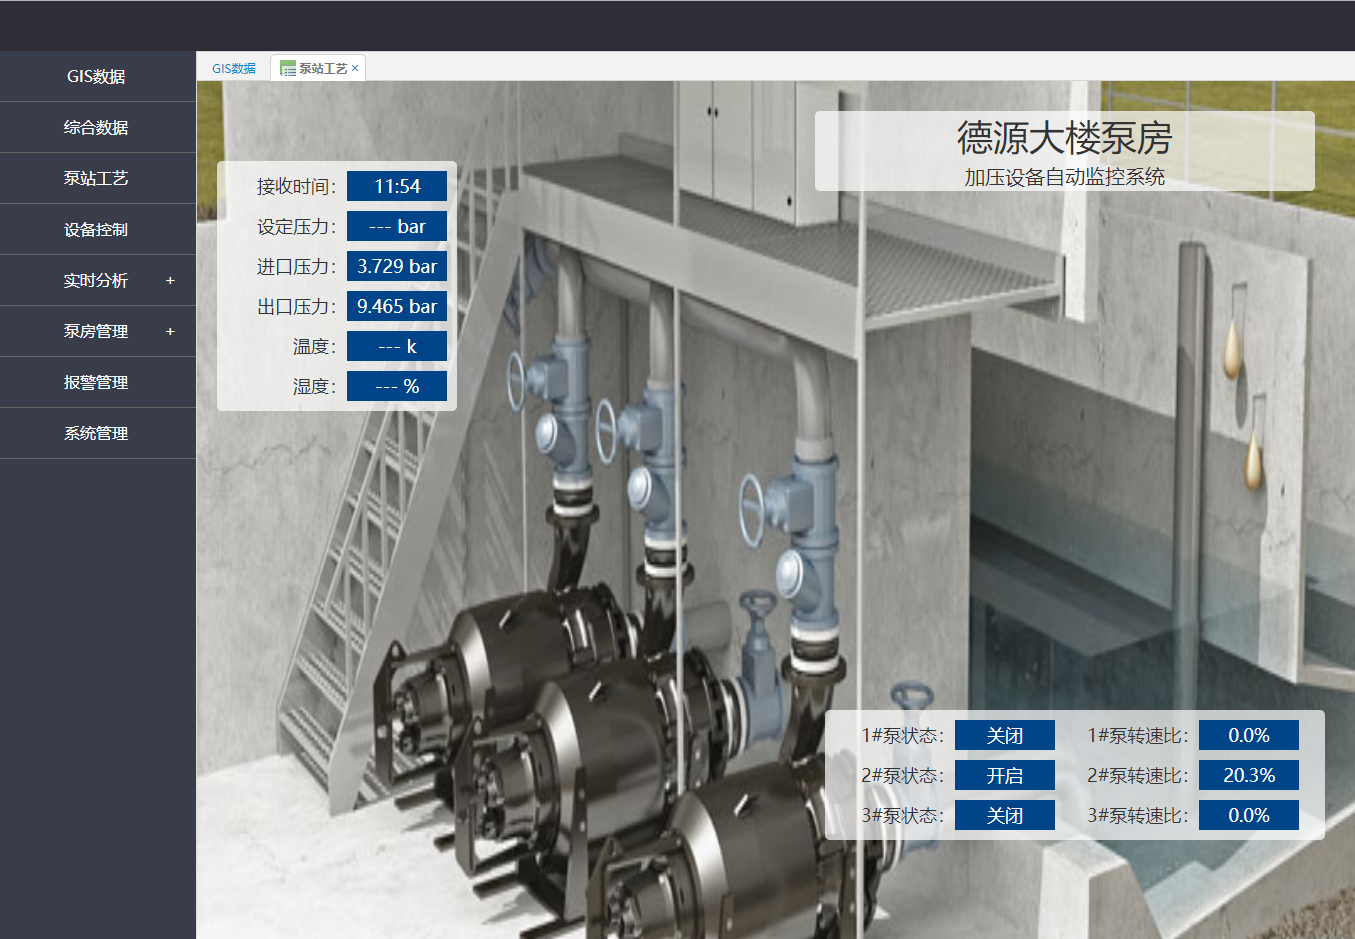 GIS数据
综合数据
泵站工艺
设备控制
实时分析 +
泵房管理 +
报警管理
系统管理
GIS数据 泵站工艺 ×
德源大楼泵房
加压设备自动监控系统
接收时间： 11:54
设定压力： --- bar
进口压力： 3.729 bar
出口压力： 9.465 bar
温度： --- k
湿度： --- %
1#泵状态： 关闭 1#泵转速比： 0.0%
2#泵状态： 开启 2#泵转速比： 20.3%
3#泵状态： 关闭 3#泵转速比： 0.0%